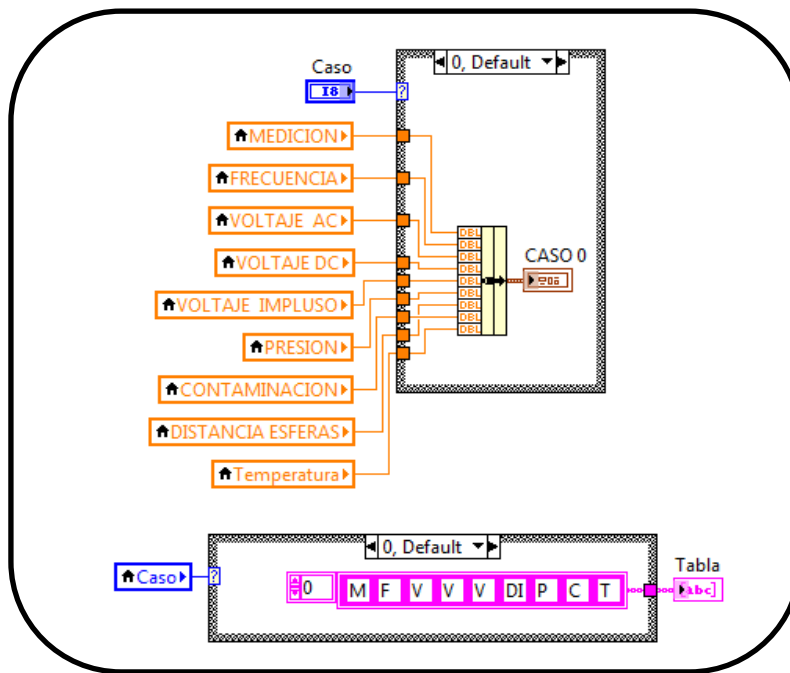 0, Default
Caso
I8
?
MEDICION
FRECUENCIA
VOLTAJE AC
VOLTAJE DC
VOLTAJE IMPLUSO
PRESION
CONTAMINACION
DISTANCIA ESFERAS
Temperatura
DBL
DBL
DBL
DBL
DBL
DBL
DBL
DBL
DBL
CASO 0
0, Default
Caso
?
0
M F V V V DI P C T
Tabla
abc